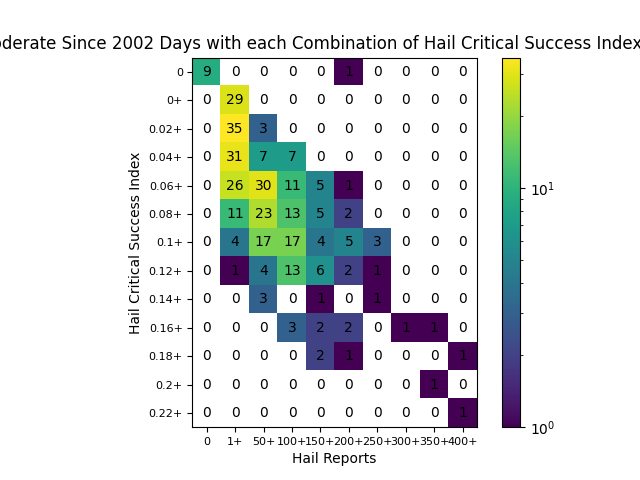 derate Since 2002 Days with each Combination of Hail Critical Success Index
0 9 0 0 0 0 1 0 0 0 0
0+ 0 29 0 0 0 0 0 0 0 0
0.02+ 0 35 3 0 0 0 0 0 0 0
0.04+ 0 31 7 7 0 0 0 0 0 0
0.06+ 0 26 30 11 5 1 0 0 0 0
0.08+ 0 11 23 13 5 2 0 0 0 0
0.1+ 0 4 17 17 4 5 3 0 0 0
0.12+ 0 1 4 13 6 2 1 0 0 0
0.14+ 0 0 3 0 1 0 1 0 0 0
0.16+ 0 0 0 3 2 2 0 1 1 0
0.18+ 0 0 0 0 2 1 0 0 0 1
0.2+ 0 0 0 0 0 0 0 0 1 0
0.22+ 0 0 0 0 0 0 0 0 0 1
0 1+ 50+ 100+ 150+ 200+ 250+ 300+ 350+ 400+
Hail Reports
Hail Critical Success Index
10¹
10⁰